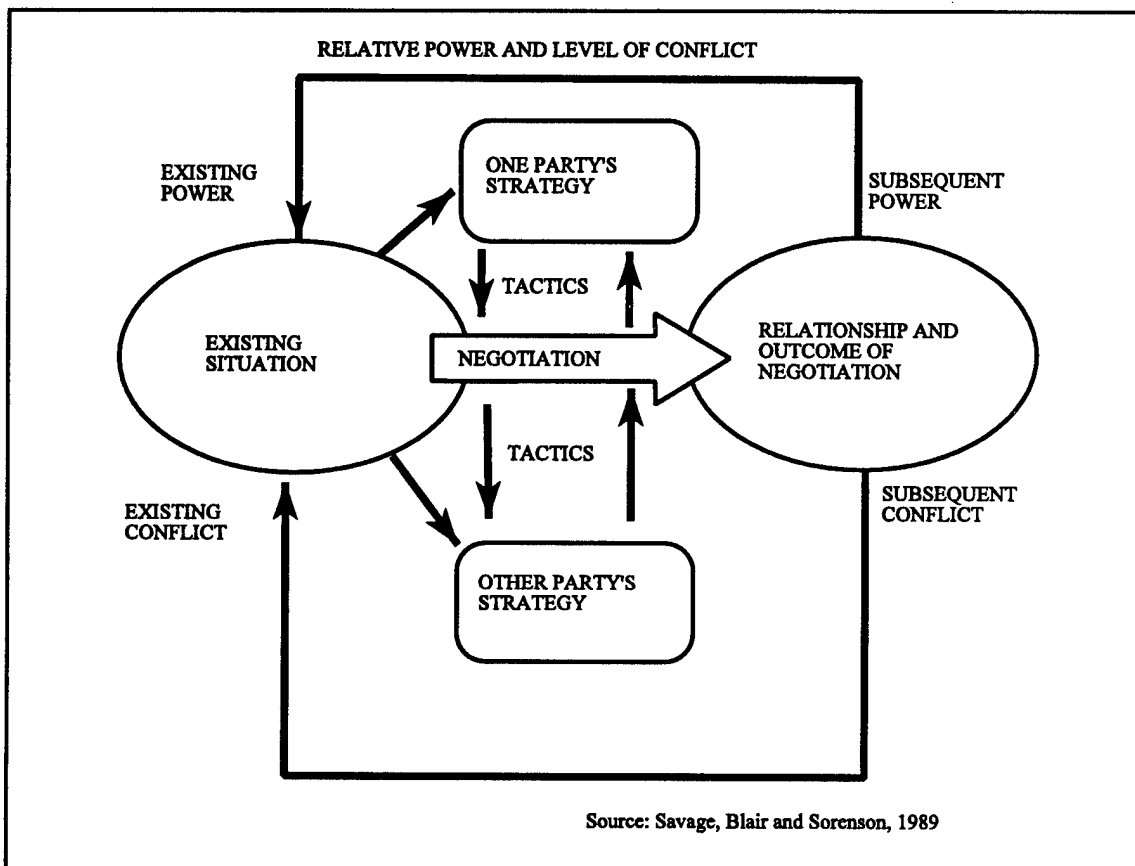 RELATIVE POWER AND LEVEL OF CONFLICT
EXISTING
POWER
ONE PARTY'S
STRATEGY
SUBSEQUENT
POWER
TACTICS
EXISTING
SITUATION
NEGOTIATION
RELATIONSHIP AND
OUTCOME OF
NEGOTIATION
TACTICS
EXISTING
CONFLICT
SUBSEQUENT
CONFLICT
OTHER PARTY'S
STRATEGY
Source: Savage, Blair and Sorenson, 1989